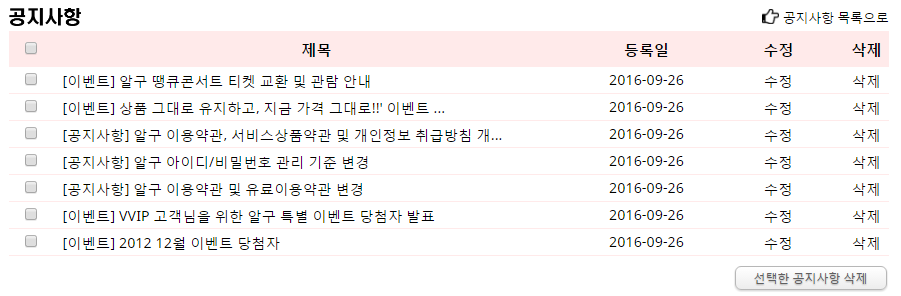 공지사항
공지사항 목록으로
제목 등록일 수정 삭제
[이벤트] 알구 땡큐콘서트 티켓 교환 및 관람 안내 2016-09-26 수정 삭제
[이벤트] 상품 그대로 유지하고, 지금 가격 그대로!!' 이벤트 ... 2016-09-26 수정 삭제
[공지사항] 알구 이용약관, 서비스상품약관 및 개인정보 취급방침 개... 2016-09-26 수정 삭제
[공지사항] 알구 아이디/비밀번호 관리 기준 변경 2016-09-26 수정 삭제
[공지사항] 알구 이용약관 및 유료이용약관 변경 2016-09-26 수정 삭제
[이벤트] VVIP 고객님을 위한 알구 특별 이벤트 당첨자 발표 2016-09-26 수정 삭제
[이벤트] 2012 12월 이벤트 당첨자 2016-09-26 수정 삭제
선택한 공지사항 삭제